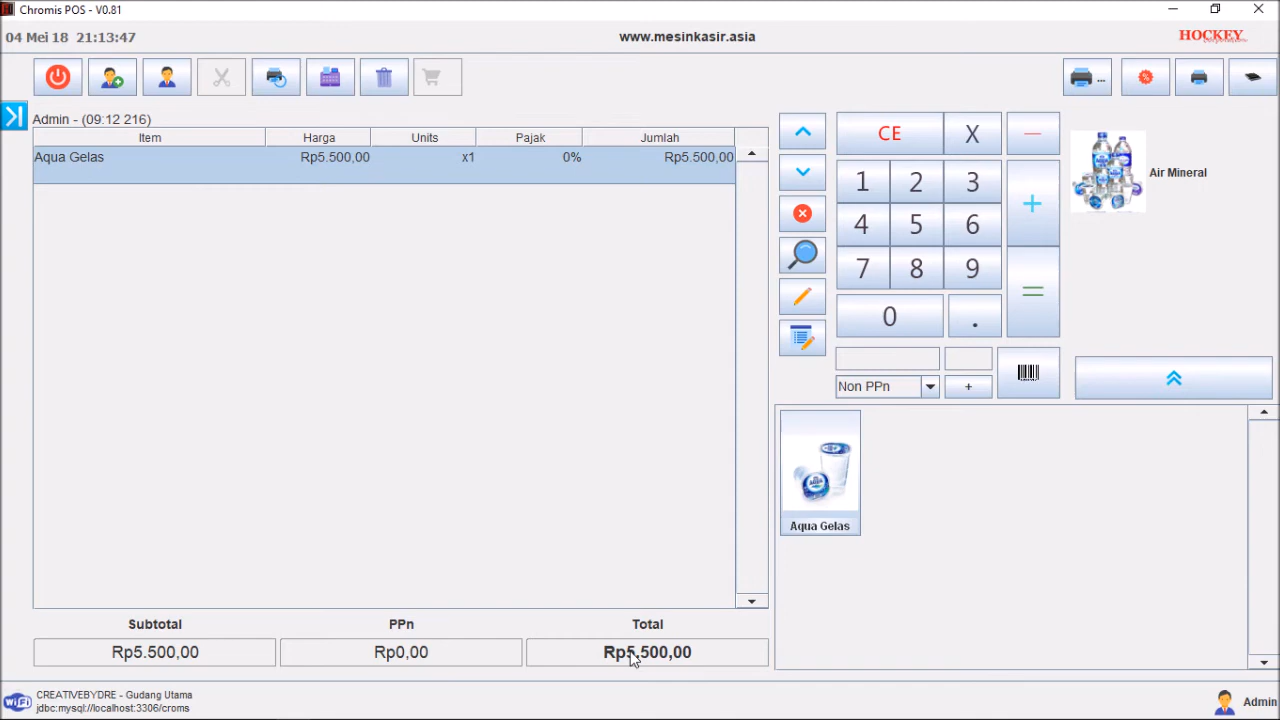 Chromis POS - V0.81
04 Mei 18 21:13:47
www.mesinkasir.asia
HOCKEY
...
Admin - (09:12 216)
Item Harga Units Pajak Jumlah
Aqua Gelas Rp5.500,00 x1 0% Rp5.500,00
CE X
1 2 3
4 5 6
7 8 9
0 .
+
=
Air Mineral
Non PPn +
Aqua Gelas
Subtotal PPn Total
Rp5.500,00 Rp0,00 Rp5.500,00
WiFi
CREATIVEBYDRE - Gudang Utama
jdbc:mysql://localhost:3306/croms
Admin